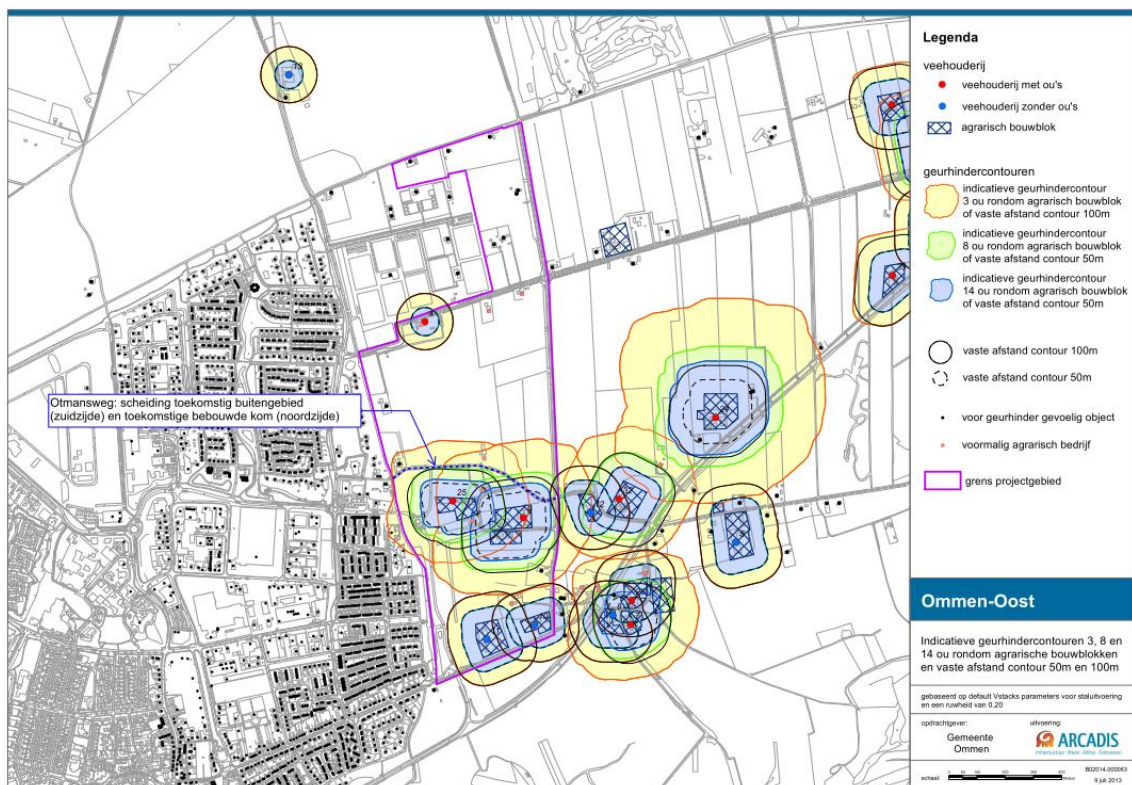 13
Otmansweg: scheiding toekomstig buitengebied
(zuidzijde) en toekomstige bebouwde kom (noordzijde)
25
Legenda
veehouderij
veehouderij met ou's
veehouderij zonder ou's
agrarisch bouwblok
geurhindercontouren
indicatieve geurhindercontour
3 ou rondom agrarisch bouwblok
of vaste afstand contour 100m
indicatieve geurhindercontour
8 ou rondom agrarisch bouwblok
of vaste afstand contour 50m
indicatieve geurhindercontour
14 ou rondom agrarisch bouwblok
of vaste afstand contour 50m
vaste afstand contour 100m
vaste afstand contour 50m
voor geurhinder gevoelig object
voormalig agrarisch bedrijf
grens projectgebied
Ommen-Oost
Indicatieve geurhindercontouren 3, 8 en
14 ou rondom agrarische bouwblokken
en vaste afstand contour 50m en 100m
gebaseerd op default Vstacks parameters voor staluitvoering
en een ruwheid van 0.20
opdrachtgever:
Gemeente
Ommen
uitvoering:
ARCADIS
schaal:
B02014.000063
9 juli 2013